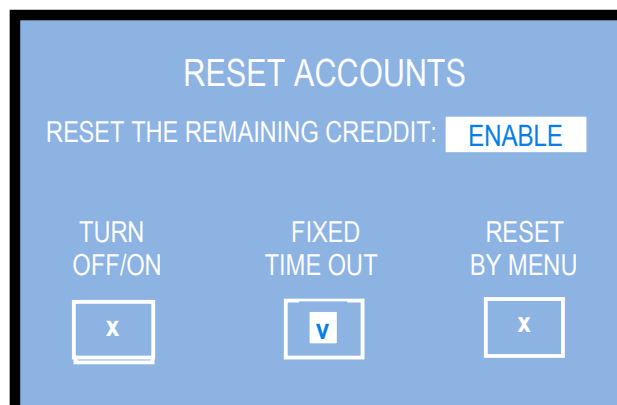 RESET ACCOUNTS
RESET THE REMAINING CREDDIT: ENABLE
TURN OFF/ON
FIXED TIME OUT
RESET BY MENU
x
v
x